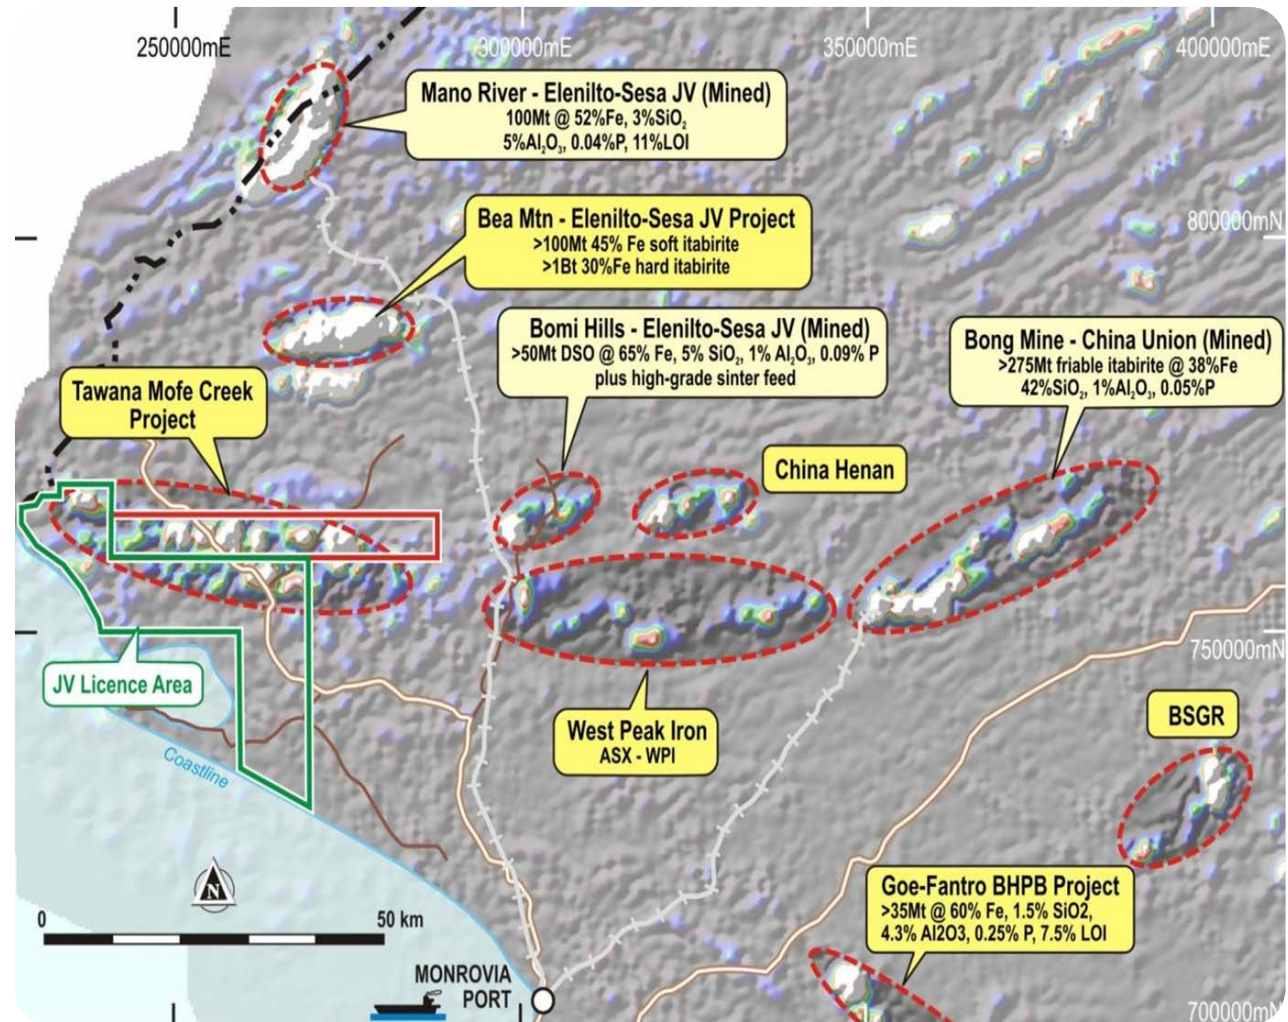 250000mE
300000mE
350000mE
400000mE
Mano River - Elenilto-Sesa JV (Mined)
100Mt @ 52%Fe, 3%SiO₂
5%Al₂O₃, 0.04%P, 11%LOI
Bea Mtn - Elenilto-Sesa JV Project
>100Mt 45% Fe soft itabirite
>1Bt 30%Fe hard itabirite
800000mN
Bomi Hills - Elenilto-Sesa JV (Mined)
>50Mt DSO @ 65% Fe, 5% SiO₂, 1% Al₂O₃, 0.09% P
plus high-grade sinter feed
Bong Mine - China Union (Mined)
>275Mt friable itabirite @ 38%Fe
42%SiO₂, 1%Al₂O₃, 0.05%P
Tawana Mofe Creek
Project
China Henan
750000mN
JV Licence Area
West Peak Iron
ASX - WPI
BSGR
Coastline
N
Goe-Fantro BHPB Project
>35Mt @ 60% Fe, 1.5% SiO2,
4.3% Al2O3, 0.25% P, 7.5% LOI
0
50 km
MONROVIA
PORT
700000mN